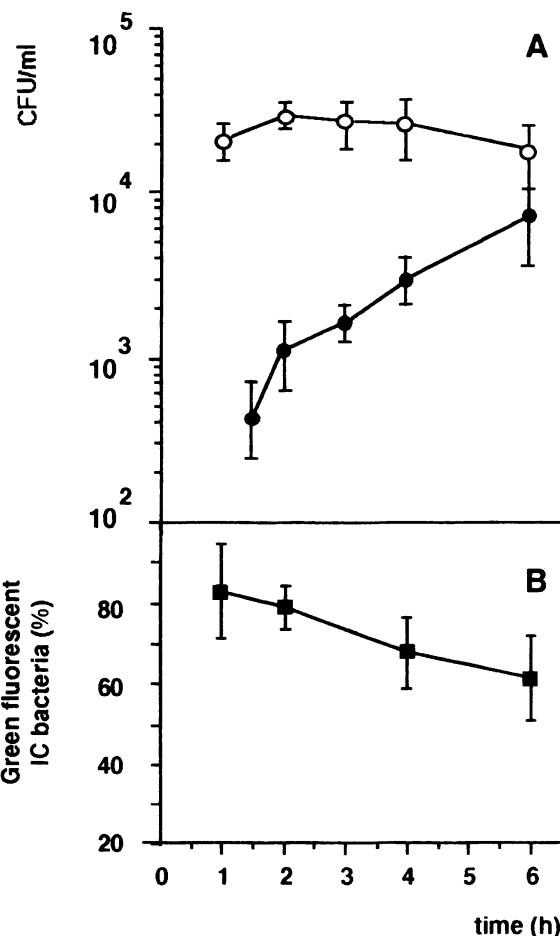 A
CFU/ml
10^5
10^4
10^3
10^2
B
Green fluorescent
IC bacteria (%)
80
60
40
20
0 1 2 3 4 5 6
time (h)